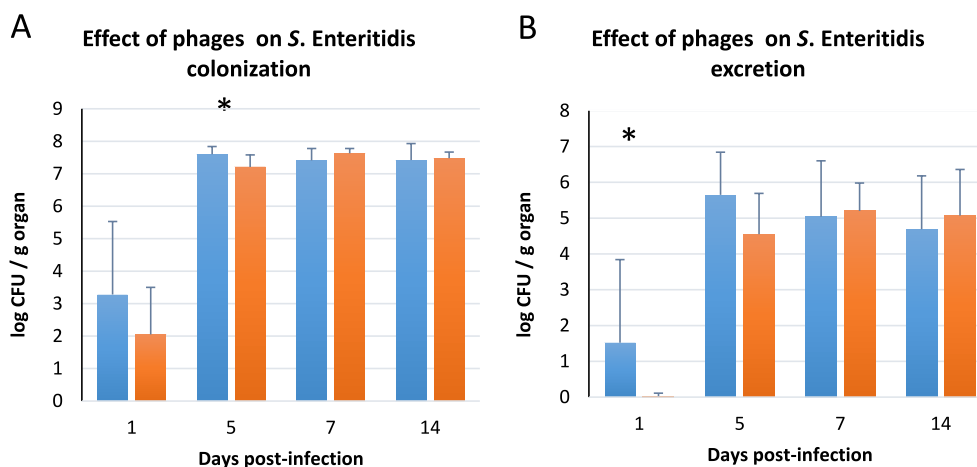 A
Effect of phages on S. Enteritidis
colonization
*
9
8
7
6
5
4
3
2
1
0
log CFU / g organ
1 5 7 14
Days post-infection
B
Effect of phages on S. Enteritidis
excretion
*
8
7
6
5
4
3
2
1
0
log CFU / g organ
1 5 7 14
Days post-infection